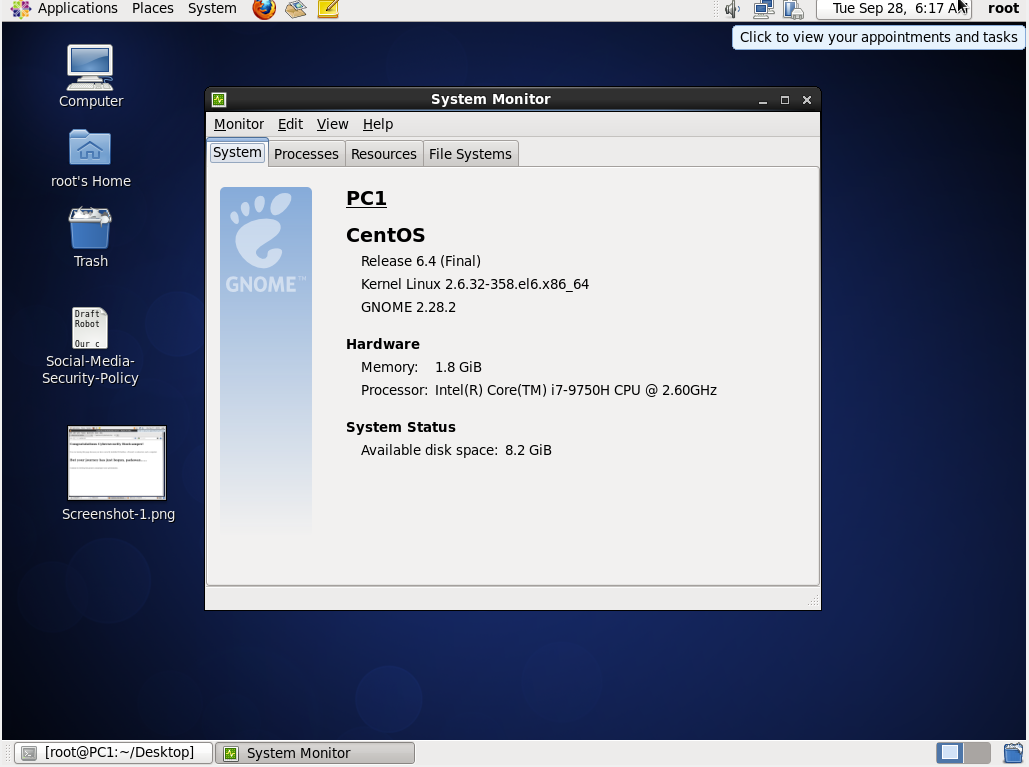 Applications Places System
Tue Sep 28, 6:17 A
root
Click to view your appointments and tasks
Computer
root's Home
Trash
Draft
Robot
Our c
Social-Media-
Security-Policy
Screenshot-1.png
System Monitor
Monitor Edit View Help
System Processes Resources File Systems
GNOME™
PC1
CentOS
Release 6.4 (Final)
Kernel Linux 2.6.32-358.el6.x86_64
GNOME 2.28.2
Hardware
Memory: 1.8 GiB
Processor: Intel(R) Core(TM) i7-9750H CPU @ 2.60GHz
System Status
Available disk space: 8.2 GiB
[root@PC1:~/Desktop]
System Monitor